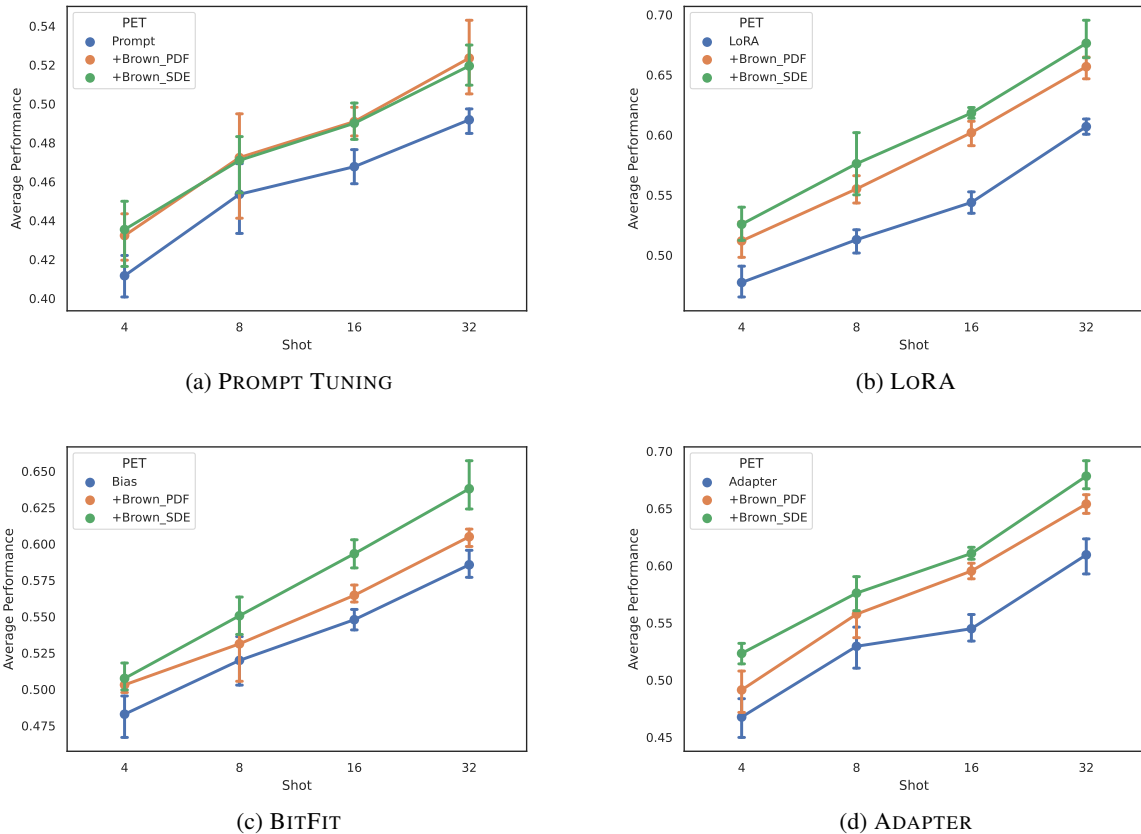 PET
Prompt
+Brown_PDF
+Brown_SDE
0.54
0.52
0.50
0.48
0.46
0.44
0.42
0.40
Average Performance
4
8
16
32
Shot
(a) PROMPT TUNING
PET
LoRA
+Brown_PDF
+Brown_SDE
0.70
0.65
0.60
0.55
0.50
Average Performance
4
8
16
32
Shot
(b) LORA
PET
Bias
+Brown_PDF
+Brown_SDE
0.650
0.625
0.600
0.575
0.550
0.525
0.500
0.475
Average Performance
4
8
16
32
Shot
(c) BITFIT
PET
Adapter
+Brown_PDF
+Brown_SDE
0.70
0.65
0.60
0.55
0.50
0.45
Average Performance
4
8
16
32
Shot
(d) ADAPTER